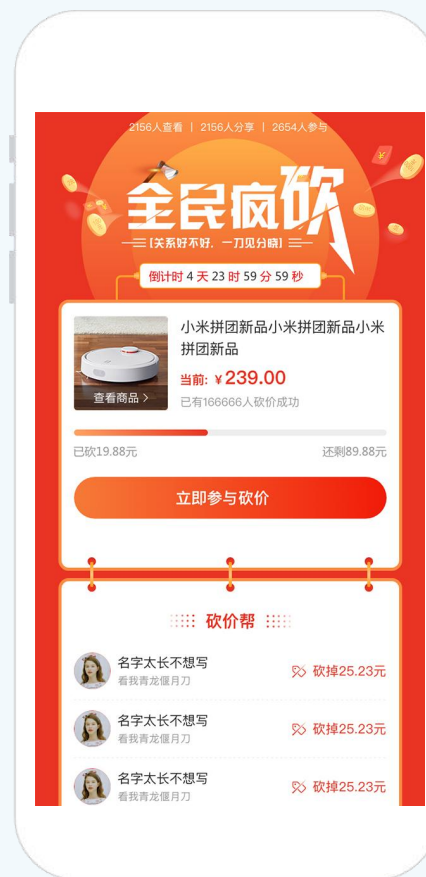 2156人查看 | 2156人分享 | 2654人参与
全民疯砍
[关系好不好，一刀见分晓]
倒计时 4 天 23 时 59 分 59 秒
小米拼团新品小米拼团新品小米
拼团新品
当前: ¥239.00
已有166666人砍价成功
查看商品 >
已砍19.88元 还剩89.88元
立即参与砍价
砍价帮
名字太长不想写
看我青龙偃月刀
砍掉25.23元
名字太长不想写
看我青龙偃月刀
砍掉25.23元
名字太长不想写
看我青龙偃月刀
砍掉25.23元